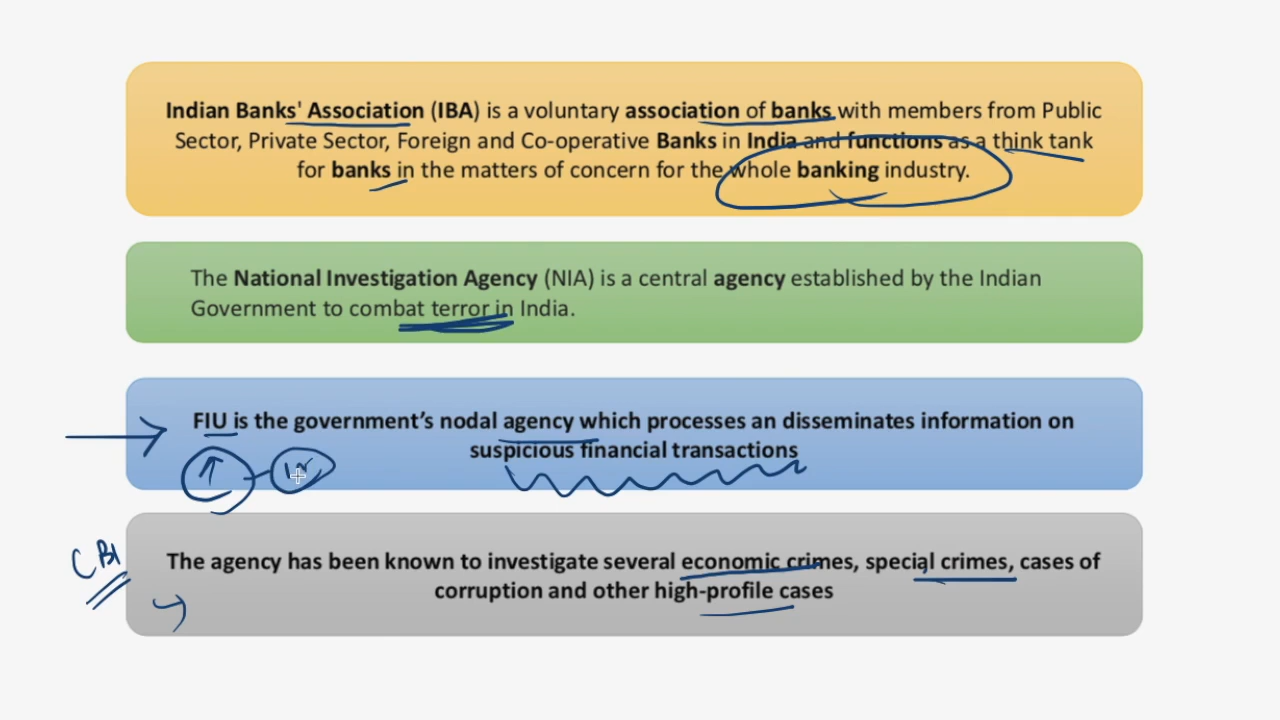 Indian Banks' Association (IBA) is a voluntary association of banks with members from Public
Sector, Private Sector, Foreign and Co-operative Banks in India and functions as a think tank
for banks in the matters of concern for the whole banking industry.
The National Investigation Agency (NIA) is a central agency established by the Indian
Government to combat terror in India.
FIU is the government's nodal agency which processes an disseminates information on
suspicious financial transactions
CBI
The agency has been known to investigate several economic crimes, special crimes, cases of
corruption and other high-profile cases